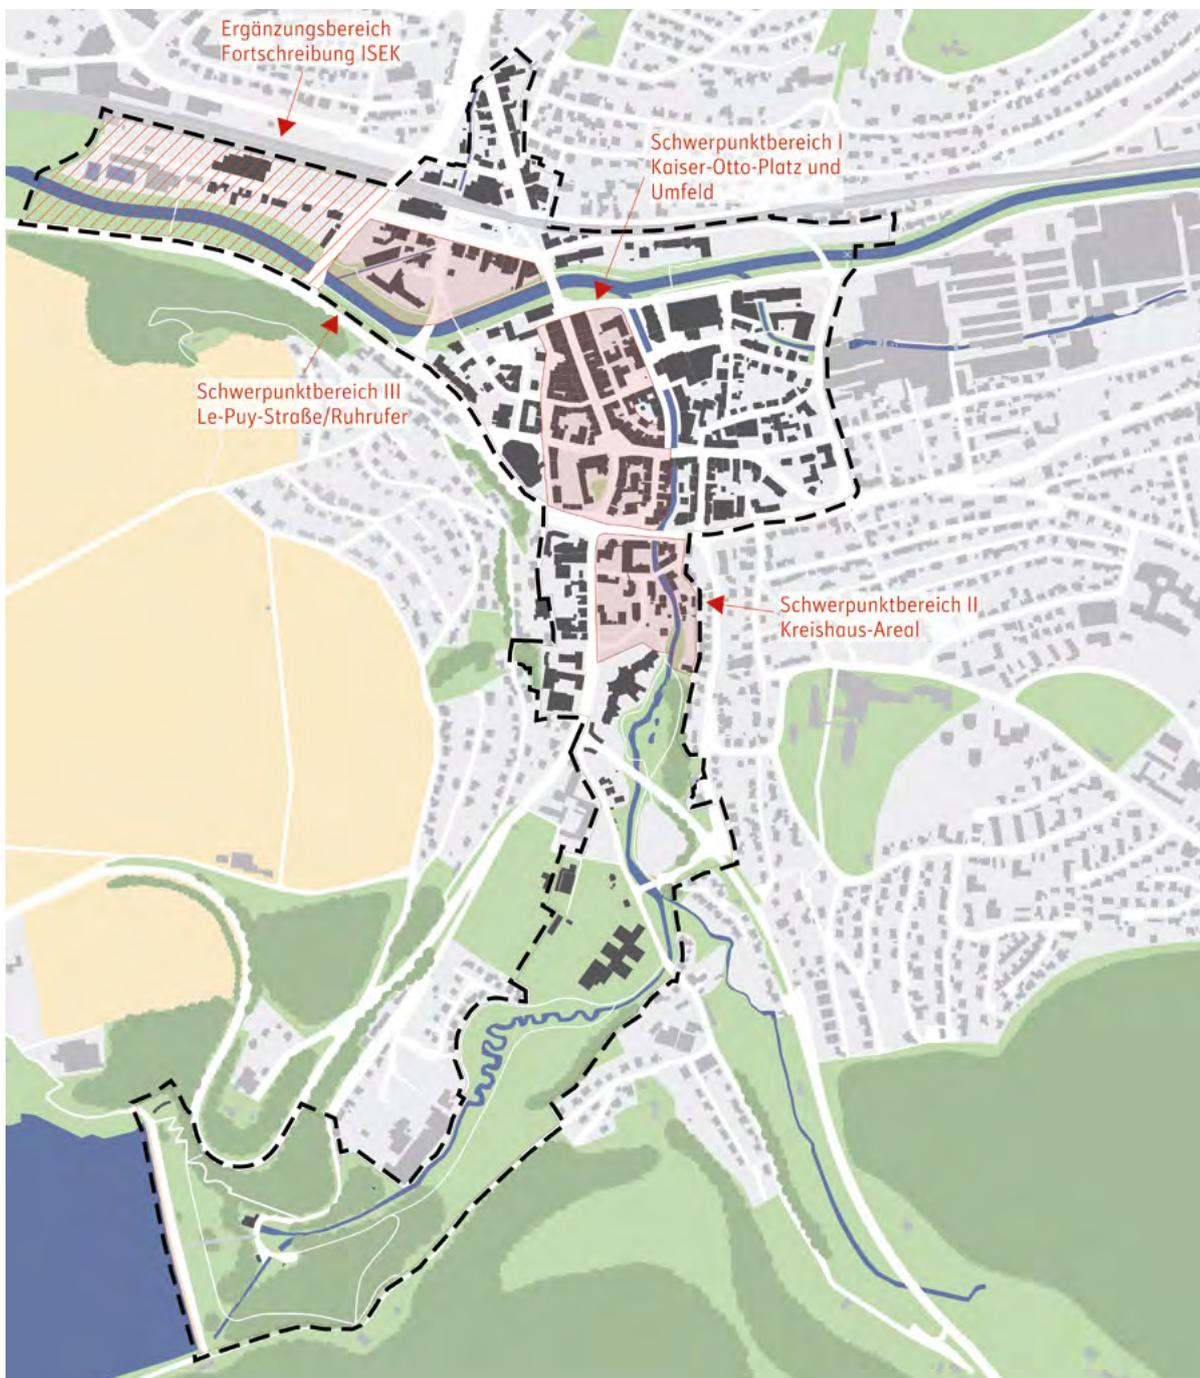 Ergänzungsbereich
Fortschreibung ISEK
Schwerpunktbereich I
Kaiser-Otto-Platz und
Umfeld
Schwerpunktbereich III
Le-Puy-Straße/Ruhrufer
Schwerpunktbereich II
Kreishaus-Areal